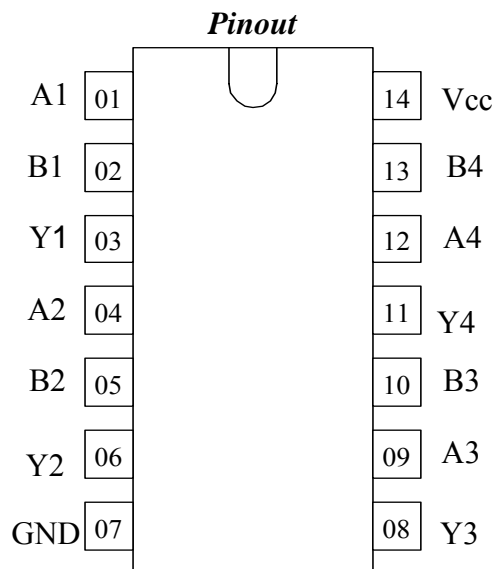 Pinout
A1 01 14 Vcc
B1 02 13 B4
Y1 03 12 A4
A2 04 11 Y4
B2 05 10 B3
Y2 06 09 A3
GND 07 08 Y3